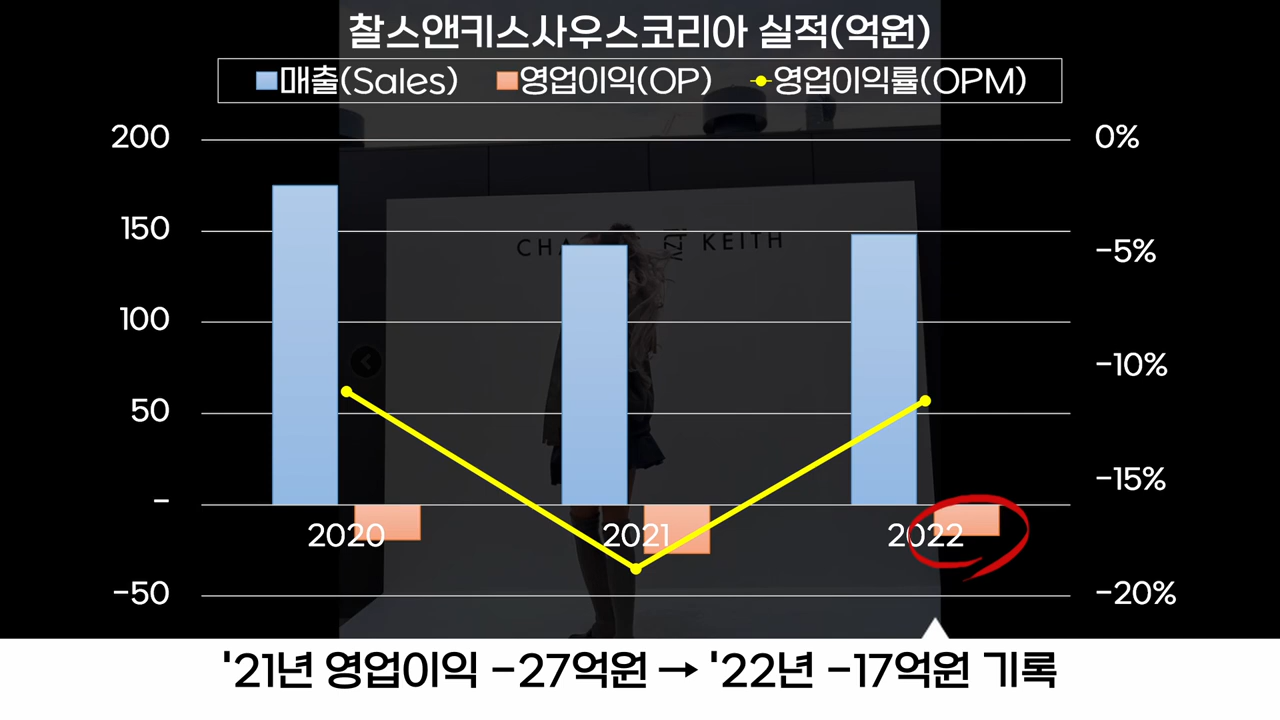 찰스앤키스사우스코리아 실적(억원)
매출(Sales) 영업이익(OP) 영업이익률(OPM)
200 0%
150 -5%
100 -10%
50 -15%
-
-50 -20%
CHA KEITH
2020 2021 2022
'21년 영업이익 -27억원 → '22년 -17억원 기록